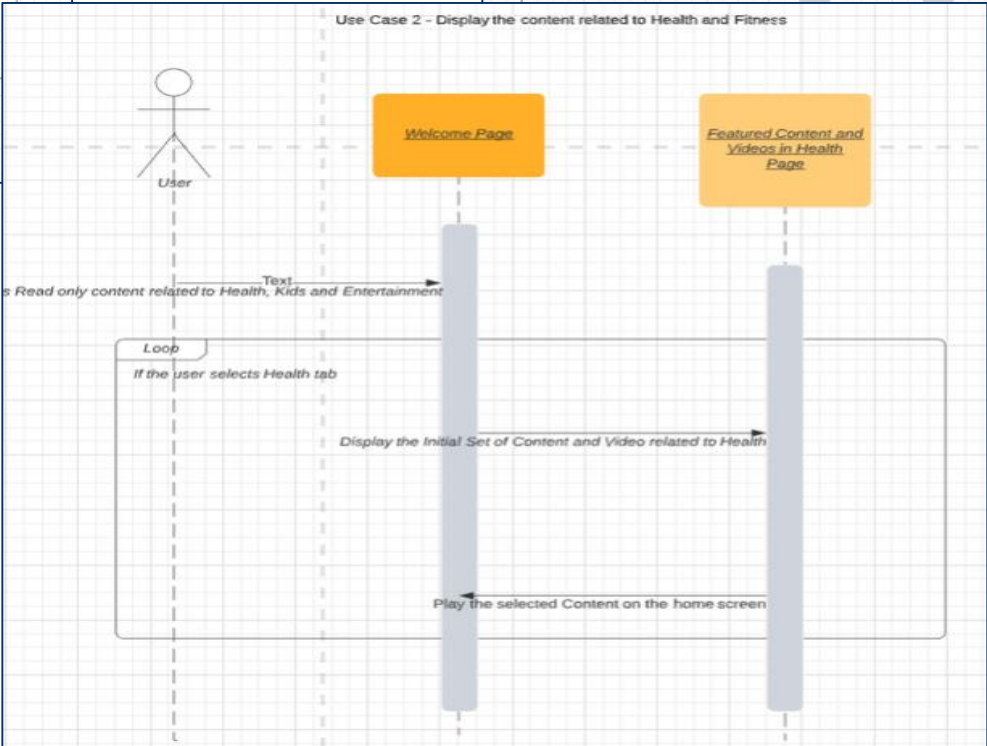 Use Case 2 - Display the content related to Health and Fitness
Welcome Page
Featured Content and
Videos in Health
Page
User
Text
s Read only content related to Health, Kids and Entertainment
Loop
If the user selects Health tab
Display the Initial Set of Content and Video related to Health
Play the selected Content on the home screen